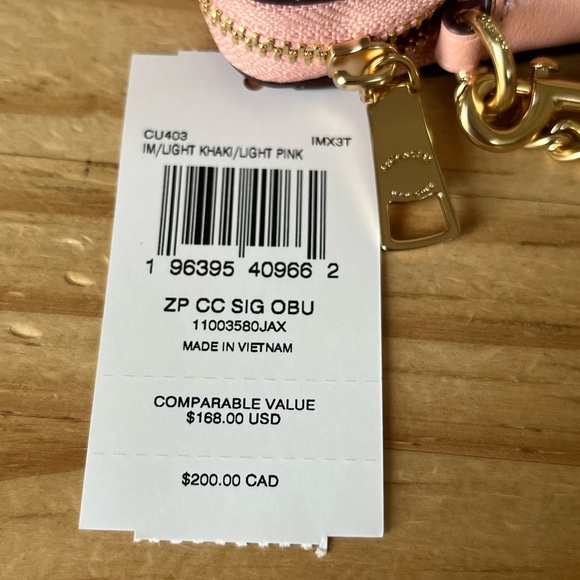 CU403 IMX3T
IM/LIGHT KHAKI/LIGHT PINK
1 96395 40966 2
ZP CC SIG OBU
11003580JAX
MADE IN VIETNAM
COMPARABLE VALUE
$168.00 USD
$200.00 CAD